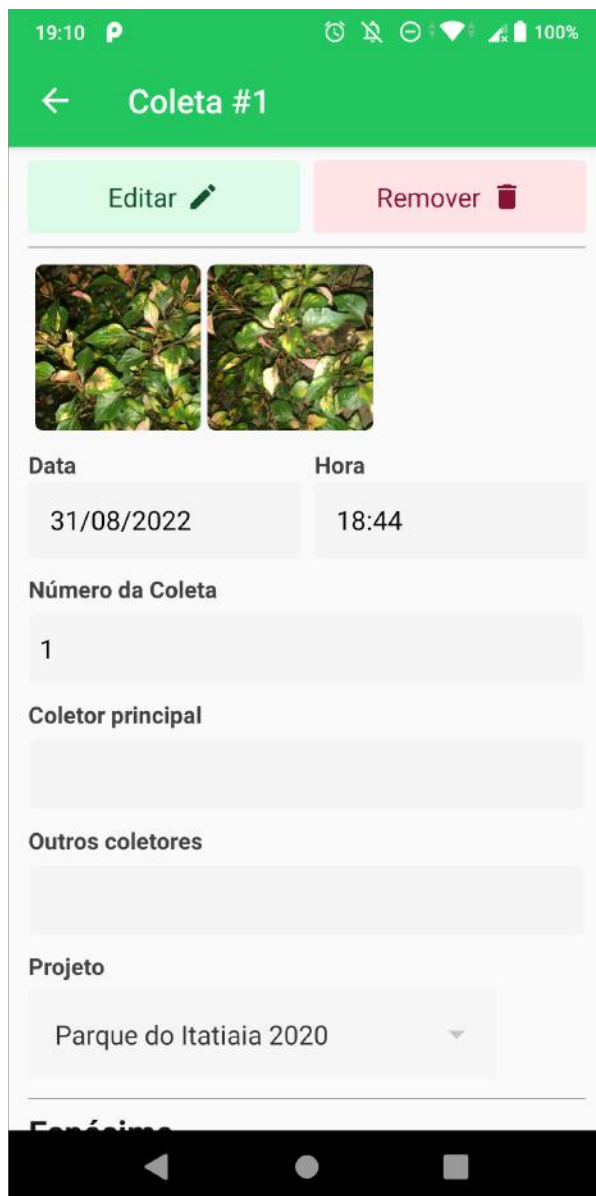 19:10 100%
Coleta #1
Editar Remover
Data Hora
31/08/2022 18:44
Número da Coleta
1
Coletor principal
Outros coletores
Projeto
Parque do Itatiaia 2020